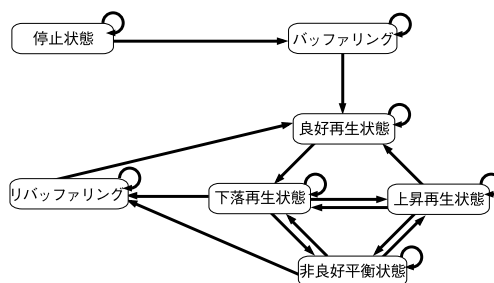 停止状態
バッファリング
良好再生状態
リバッファリング
下落再生状態
上昇再生状態
非良好平衡状態